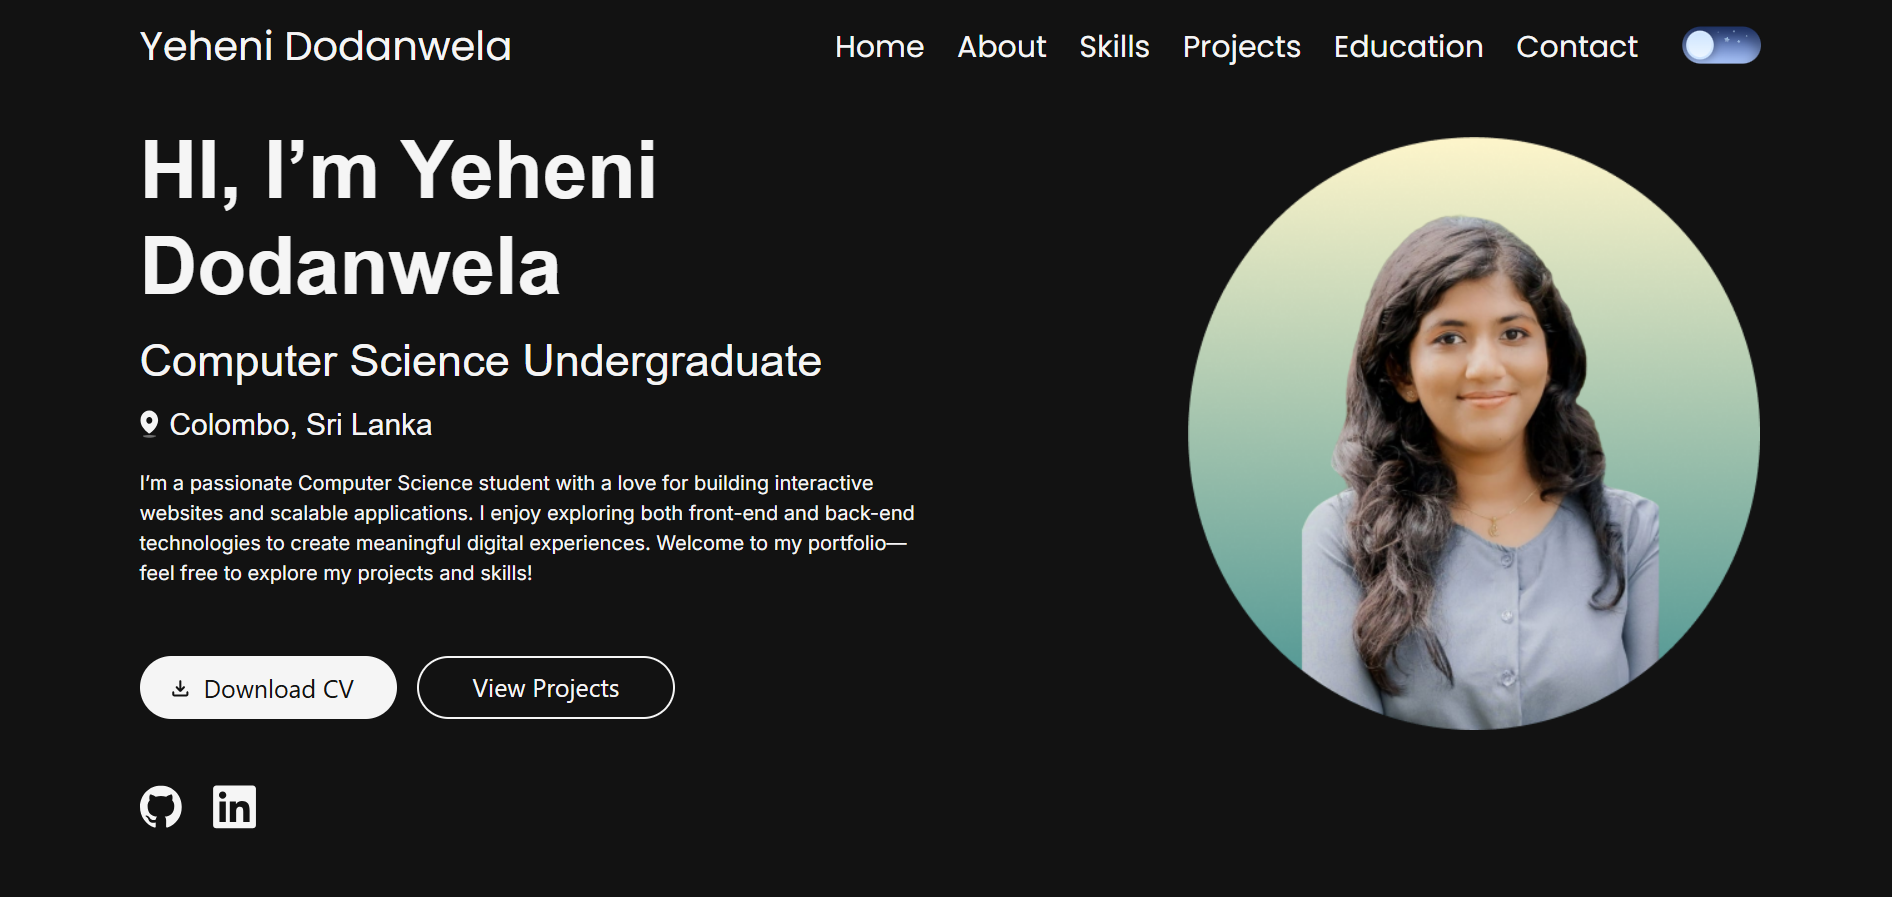 Yeheni Dodanwela
Home About Skills Projects Education Contact
HI, I’m Yeheni
Dodanwela
Computer Science Undergraduate
Colombo, Sri Lanka
I’m a passionate Computer Science student with a love for building interactive
websites and scalable applications. I enjoy exploring both front-end and back-end
technologies to create meaningful digital experiences. Welcome to my portfolio—
feel free to explore my projects and skills!
Download CV
View Projects
in